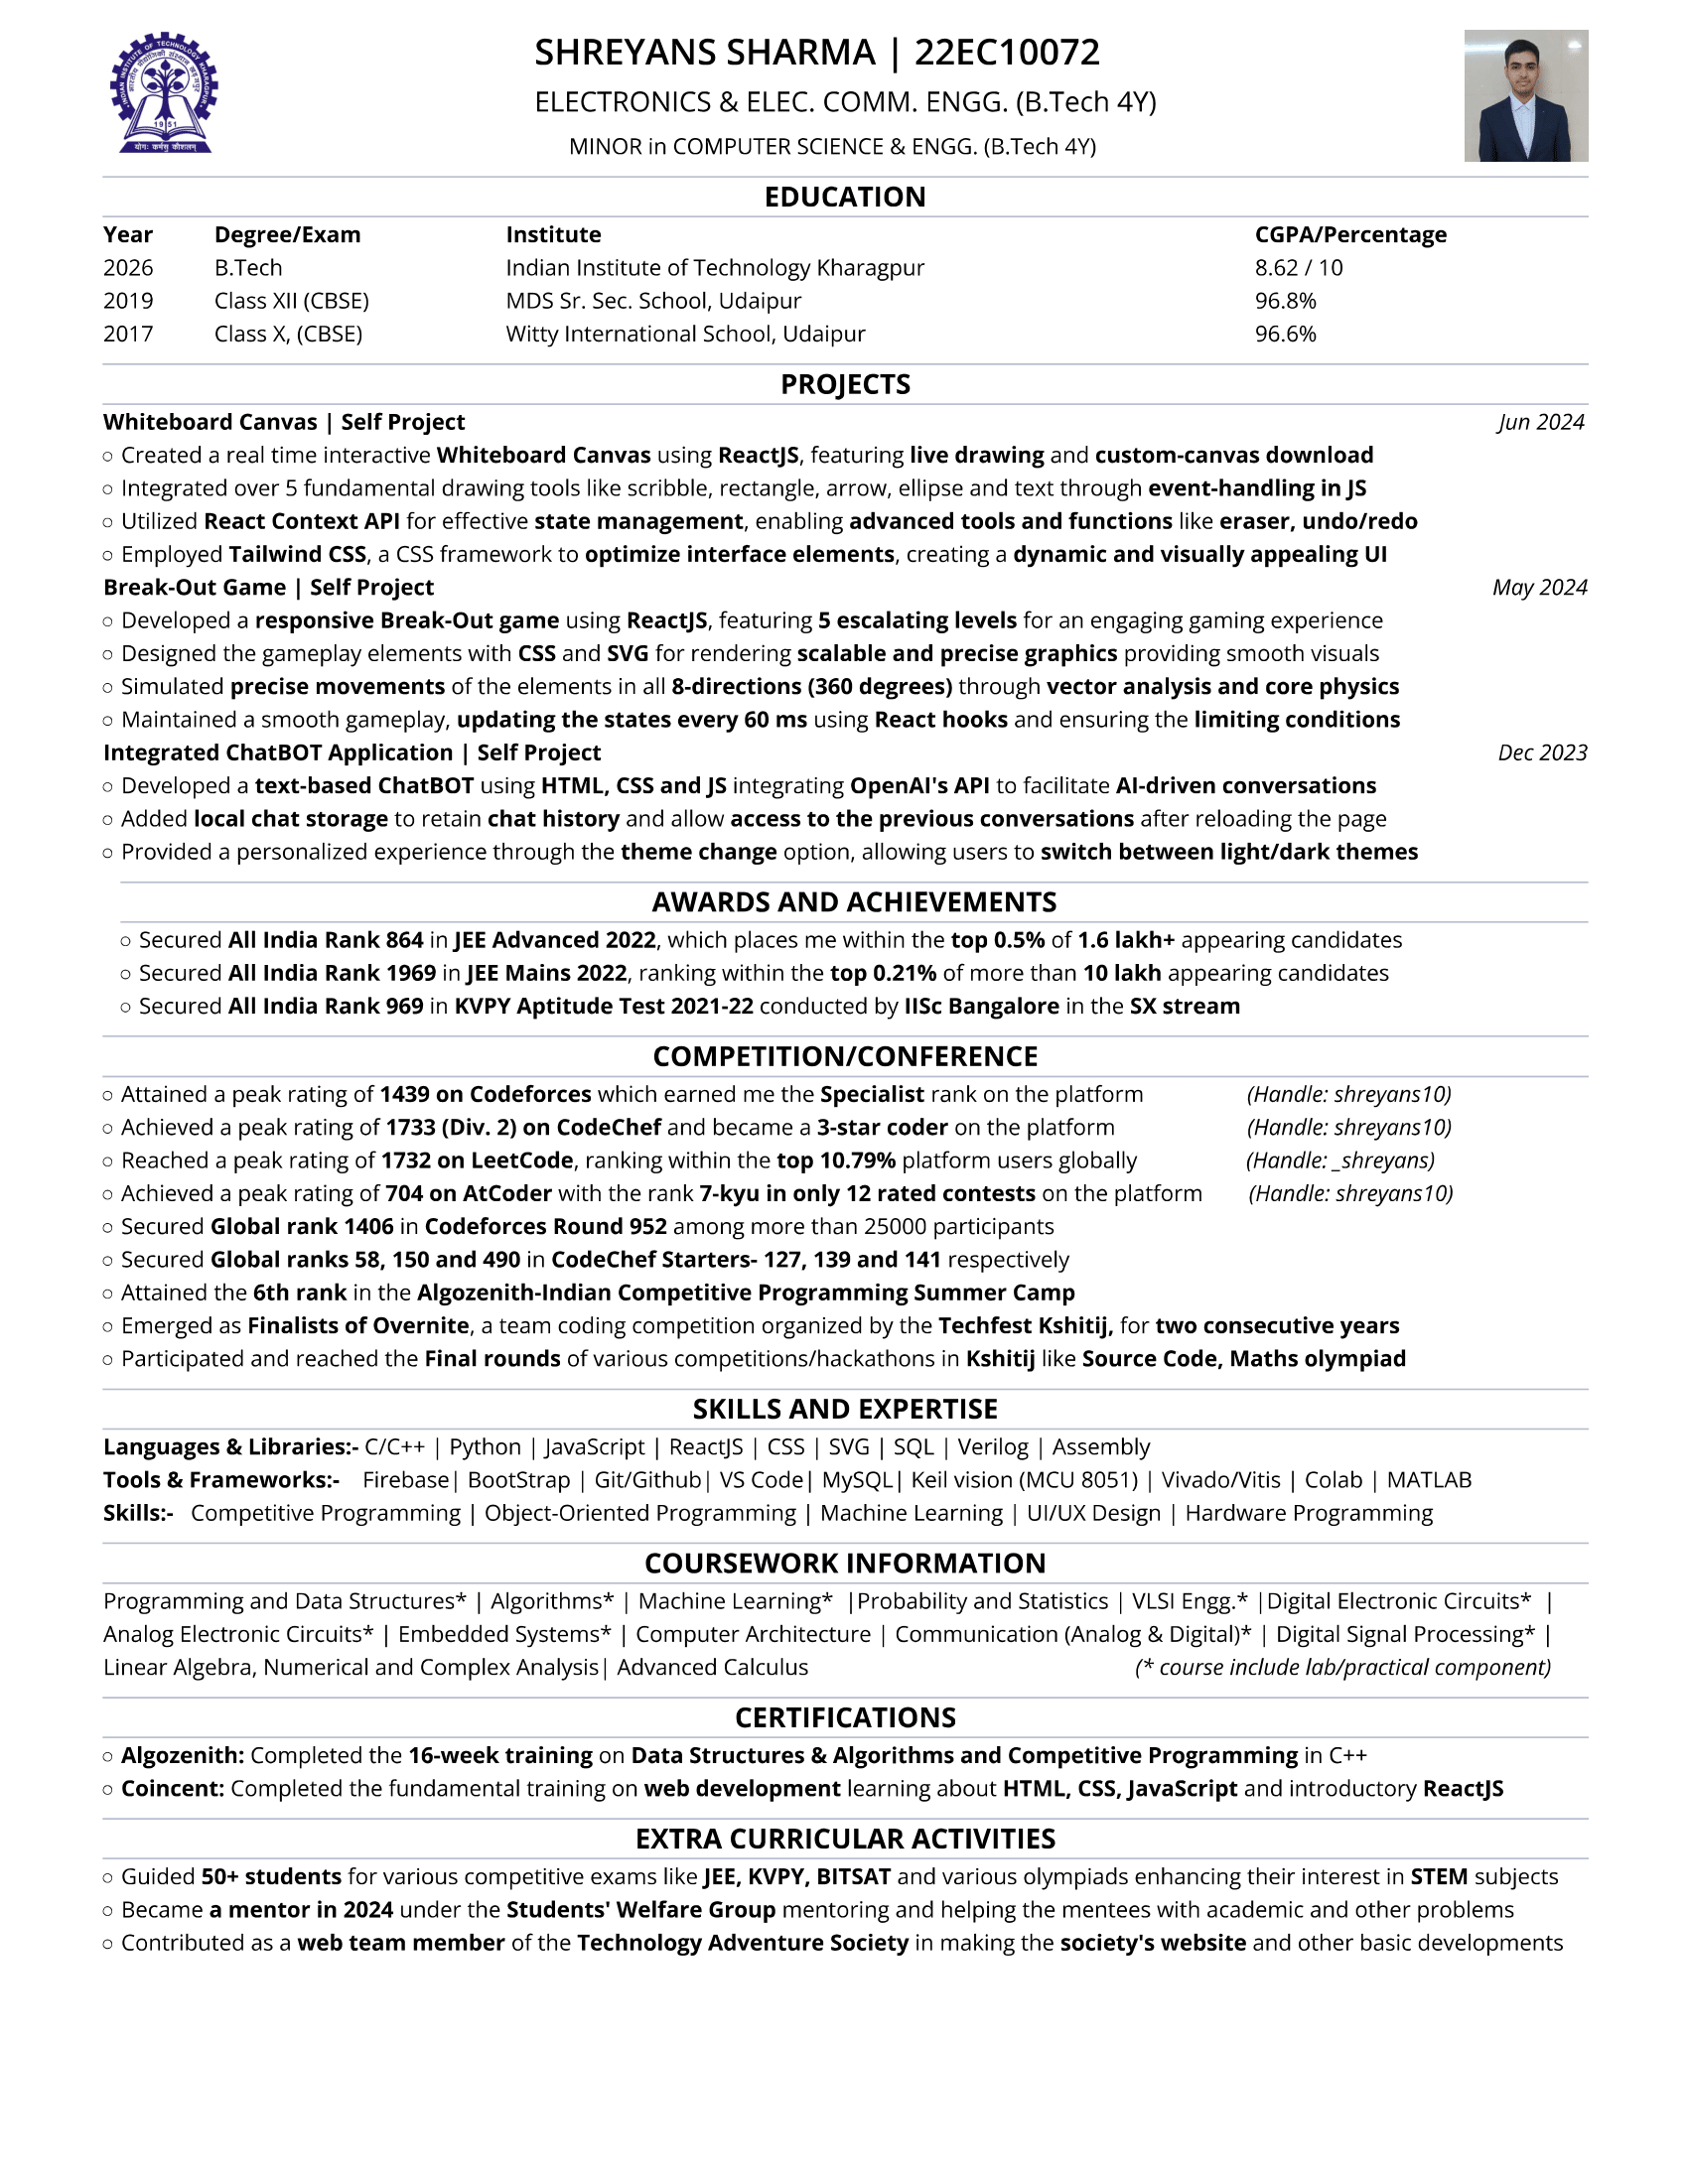 INDIAN INSTITUTE OF TECHNOLOGY KHARAGPUR
भारतीय प्रौद्योगिकी संस्थान खड़गपुर
1951
योगः कर्मसु कौशलम्
SHREYANS SHARMA | 22EC10072
ELECTRONICS & ELEC. COMM. ENGG. (B.Tech 4Y)
MINOR in COMPUTER SCIENCE & ENGG. (B.Tech 4Y)
EDUCATION
Year Degree/Exam Institute CGPA/Percentage
2026 B.Tech Indian Institute of Technology Kharagpur 8.62 / 10
2019 Class XII (CBSE) MDS Sr. Sec. School, Udaipur 96.8%
2017 Class X, (CBSE) Witty International School, Udaipur 96.6%
PROJECTS
Whiteboard Canvas | Self Project Jun 2024
○ Created a real time interactive Whiteboard Canvas using ReactJS, featuring live drawing and custom-canvas download
○ Integrated over 5 fundamental drawing tools like scribble, rectangle, arrow, ellipse and text through event-handling in JS
○ Utilized React Context API for effective state management, enabling advanced tools and functions like eraser, undo/redo
○ Employed Tailwind CSS, a CSS framework to optimize interface elements, creating a dynamic and visually appealing UI
Break-Out Game | Self Project May 2024
○ Developed a responsive Break-Out game using ReactJS, featuring 5 escalating levels for an engaging gaming experience
○ Designed the gameplay elements with CSS and SVG for rendering scalable and precise graphics providing smooth visuals
○ Simulated precise movements of the elements in all 8-directions (360 degrees) through vector analysis and core physics
○ Maintained a smooth gameplay, updating the states every 60 ms using React hooks and ensuring the limiting conditions
Integrated ChatBOT Application | Self Project Dec 2023
○ Developed a text-based ChatBOT using HTML, CSS and JS integrating OpenAI's API to facilitate AI-driven conversations
○ Added local chat storage to retain chat history and allow access to the previous conversations after reloading the page
○ Provided a personalized experience through the theme change option, allowing users to switch between light/dark themes
AWARDS AND ACHIEVEMENTS
○ Secured All India Rank 864 in JEE Advanced 2022, which places me within the top 0.5% of 1.6 lakh+ appearing candidates
○ Secured All India Rank 1969 in JEE Mains 2022, ranking within the top 0.21% of more than 10 lakh appearing candidates
○ Secured All India Rank 969 in KVPY Aptitude Test 2021-22 conducted by IISc Bangalore in the SX stream
COMPETITION/CONFERENCE
○ Attained a peak rating of 1439 on Codeforces which earned me the Specialist rank on the platform (Handle: shreyans10)
○ Achieved a peak rating of 1733 (Div. 2) on CodeChef and became a 3-star coder on the platform (Handle: shreyans10)
○ Reached a peak rating of 1732 on LeetCode, ranking within the top 10.79% platform users globally (Handle: _shreyans)
○ Achieved a peak rating of 704 on AtCoder with the rank 7-kyu in only 12 rated contests on the platform (Handle: shreyans10)
○ Secured Global rank 1406 in Codeforces Round 952 among more than 25000 participants
○ Secured Global ranks 58, 150 and 490 in CodeChef Starters- 127, 139 and 141 respectively
○ Attained the 6th rank in the Algozenith-Indian Competitive Programming Summer Camp
○ Emerged as Finalists of Overnite, a team coding competition organized by the Techfest Kshitij, for two consecutive years
○ Participated and reached the Final rounds of various competitions/hackathons in Kshitij like Source Code, Maths olympiad
SKILLS AND EXPERTISE
Languages & Libraries:- C/C++ | Python | JavaScript | ReactJS | CSS | SVG | SQL | Verilog | Assembly
Tools & Frameworks:- Firebase| BootStrap | Git/Github| VS Code| MySQL| Keil vision (MCU 8051) | Vivado/Vitis | Colab | MATLAB
Skills:- Competitive Programming | Object-Oriented Programming | Machine Learning | UI/UX Design | Hardware Programming
COURSEWORK INFORMATION
Programming and Data Structures* | Algorithms* | Machine Learning* |Probability and Statistics | VLSI Engg.* |Digital Electronic Circuits* |
Analog Electronic Circuits* | Embedded Systems* | Computer Architecture | Communication (Analog & Digital)* | Digital Signal Processing* |
Linear Algebra, Numerical and Complex Analysis| Advanced Calculus (* course include lab/practical component)
CERTIFICATIONS
○ Algozenith: Completed the 16-week training on Data Structures & Algorithms and Competitive Programming in C++
○ Coincent: Completed the fundamental training on web development learning about HTML, CSS, JavaScript and introductory ReactJS
EXTRA CURRICULAR ACTIVITIES
○ Guided 50+ students for various competitive exams like JEE, KVPY, BITSAT and various olympiads enhancing their interest in STEM subjects
○ Became a mentor in 2024 under the Students' Welfare Group mentoring and helping the mentees with academic and other problems
○ Contributed as a web team member of the Technology Adventure Society in making the society's website and other basic developments